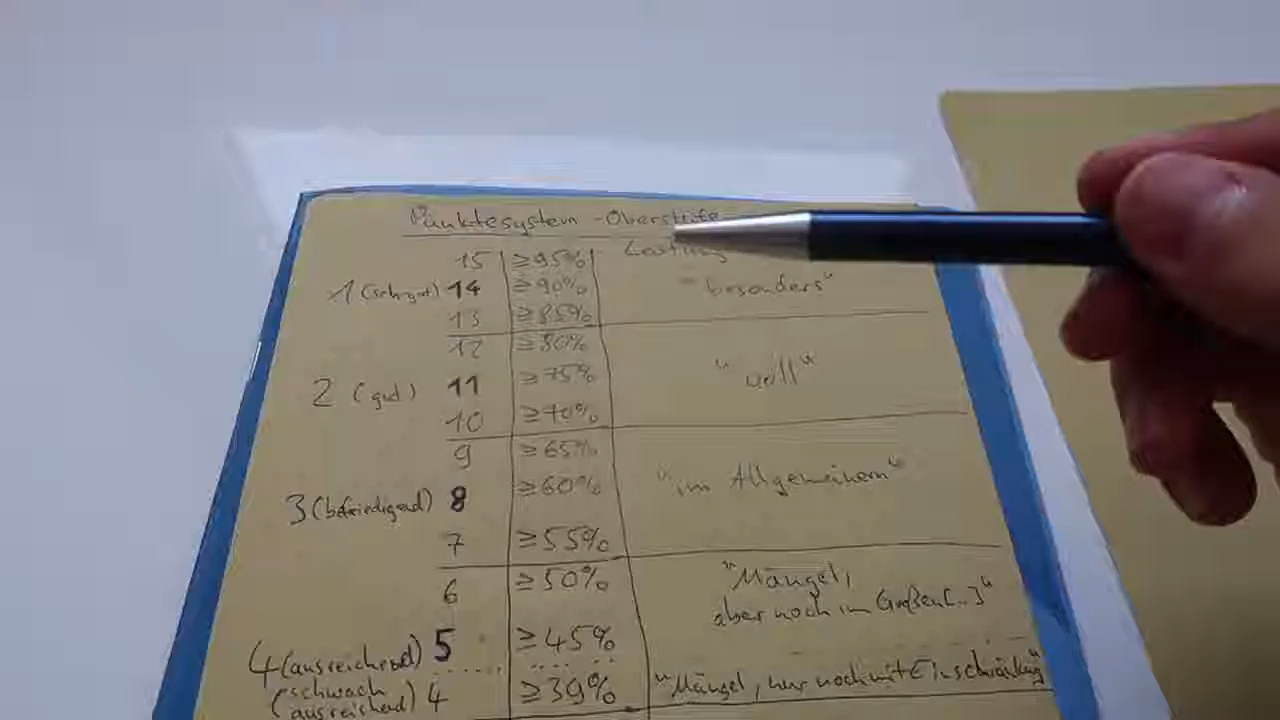 Punktesystem - Oberstufe
15 ≥95%
1 (sehr gut) 14 ≥90% "besonders"
13 ≥85%
12 ≥80%
2 (gut) 11 ≥75% "voll"
10 ≥70%
9 ≥65%
3 (befriedigend) 8 ≥60% "im Allgemeinen"
7 ≥55%
6 ≥50% "Mängel,
aber noch im Großen [...]"
4 (ausreichend) 5 ≥45%
(schwach
ausreichend) 4 ≥39% "Mängel, nur noch mit Einschränkung"